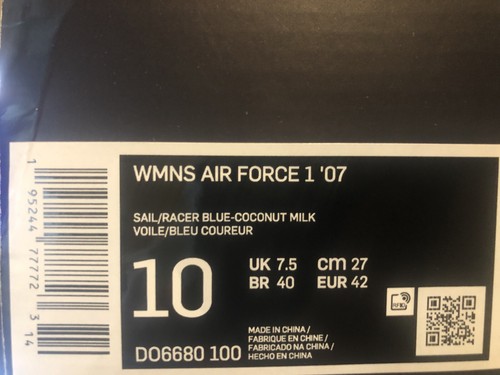 WMNS AIR FORCE 1 '07
SAIL/RACER BLUE-COCONUT MILK
VOILE/BLEU COUREUR
10
UK 7.5 CM 27
BR 40 EUR 42
MADE IN CHINA /
FABRIQUE EN CHINE /
FABRICADO NA CHINA /
HECHO EN CHINA
DO6680 100
1 95244 77772 3 14
RFID